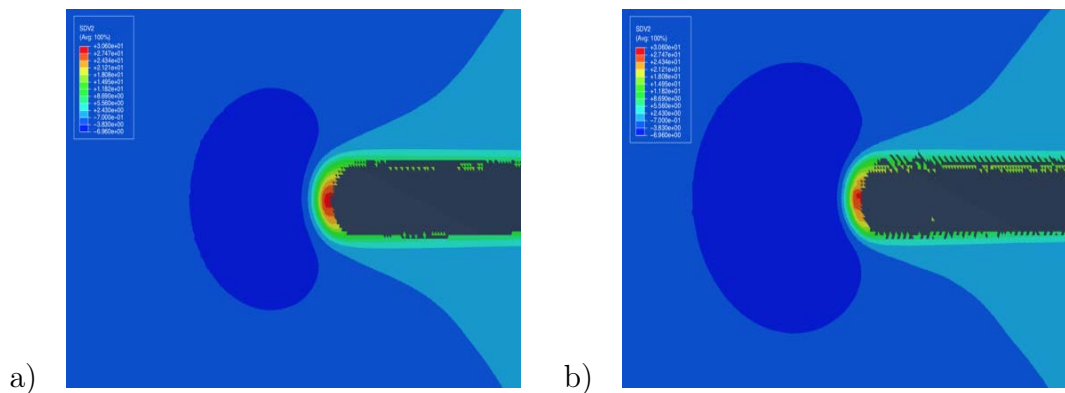 SDV2
(Avg: 100%)
+3.060e+01
+2.747e+01
+2.434e+01
+2.121e+01
+1.808e+01
+1.495e+01
+1.182e+01
+8.690e+00
+5.560e+00
+2.430e+00
-7.000e-01
-3.830e+00
-6.960e+00
a)
SDV2
(Avg: 100%)
+3.060e+01
+2.747e+01
+2.434e+01
+2.121e+01
+1.808e+01
+1.495e+01
+1.182e+01
+8.690e+00
+5.560e+00
+2.430e+00
-7.000e-01
-3.830e+00
-6.960e+00
b)